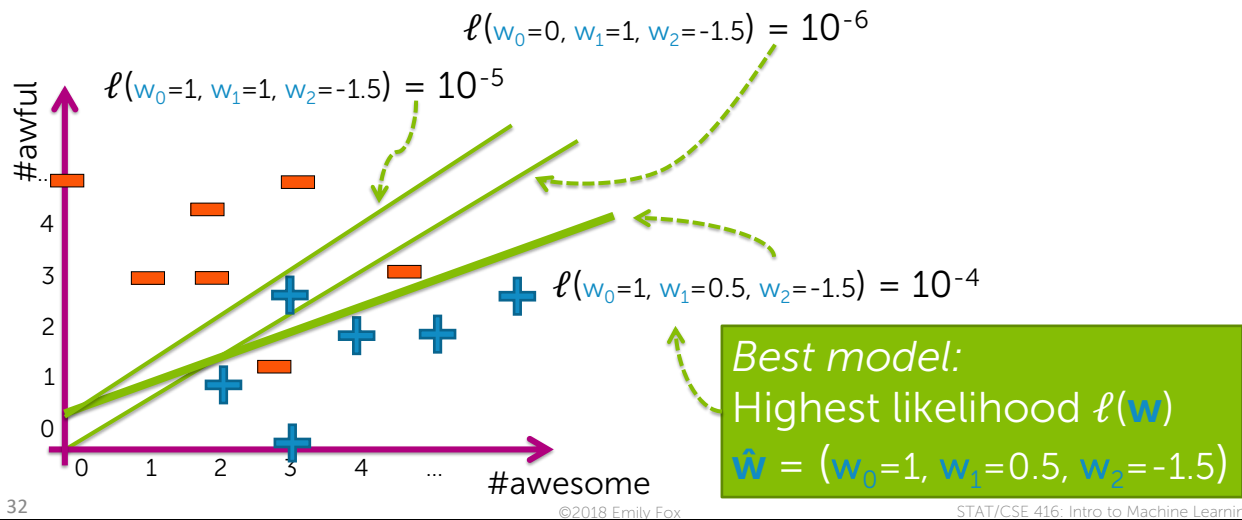 ℓ(w₀=0, w₁=1, w₂=-1.5) = 10⁻⁶
ℓ(w₀=1, w₁=1, w₂=-1.5) = 10⁻⁵
#awful
...
4
3
2
1
0
ℓ(w₀=1, w₁=0.5, w₂=-1.5) = 10⁻⁴
Best model:
Highest likelihood ℓ(w)
ŵ = (w₀=1, w₁=0.5, w₂=-1.5)
0 1 2 3 4 ...
#awesome
32
©2018 Emily Fox
STAT/CSE 416: Intro to Machine Learnin